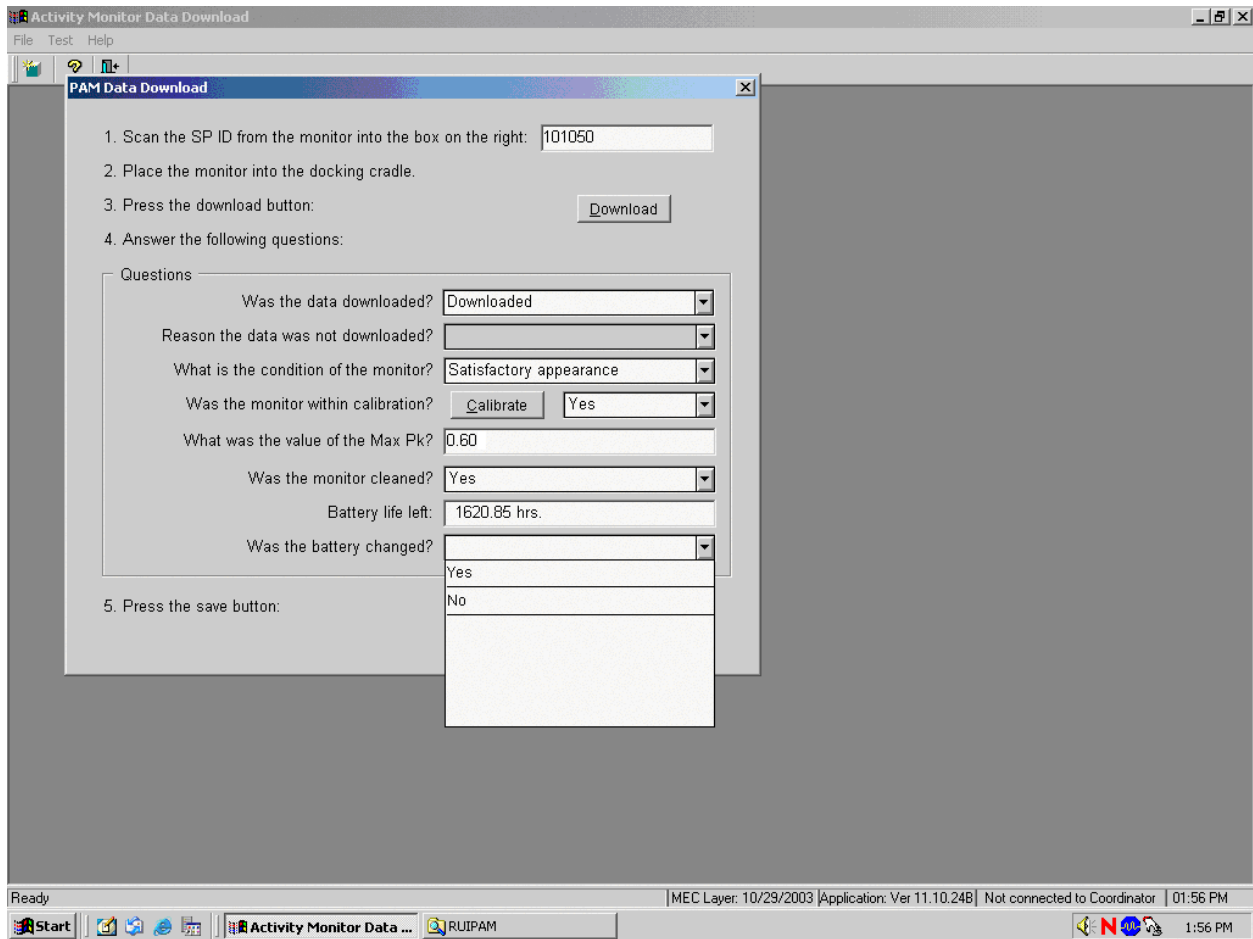 Activity Monitor Data Download
File Test Help
PAM Data Download
1. Scan the SP ID from the monitor into the box on the right: 101050
2. Place the monitor into the docking cradle.
3. Press the download button: Download
4. Answer the following questions:
Questions
Was the data downloaded? Downloaded
Reason the data was not downloaded?
What is the condition of the monitor? Satisfactory appearance
Was the monitor within calibration? Calibrate Yes
What was the value of the Max Pk? 0.60
Was the monitor cleaned? Yes
Battery life left: 1620.85 hrs.
Was the battery changed?
Yes
No
5. Press the save button:
Ready MEC Layer: 10/29/2003 Application: Ver 11.10.24B Not connected to Coordinator 01:56 PM
Start Activity Monitor Data ... RUIPAM N 1:56 PM